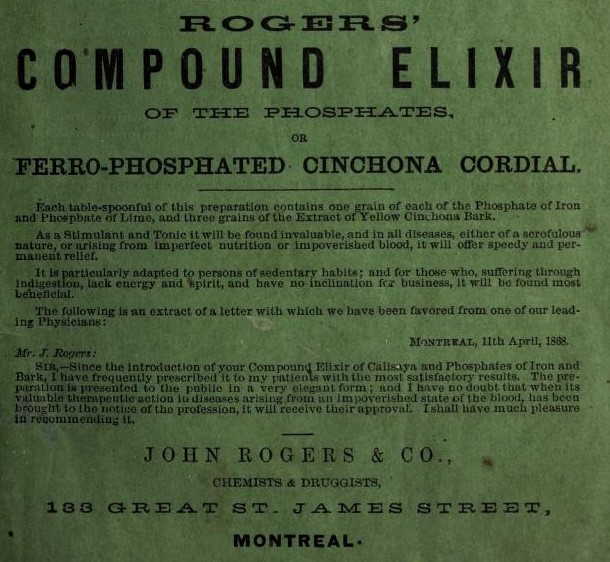 ROGERS'
COMPOUND ELIXIR
OF THE PHOSPHATES,
OR
FERRO-PHOSPHATED CINCHONA CORDIAL.
Each table-spoonful of this preparation contains one grain of each of the Phosphate of Iron
and Phosphate of Lime, and three grains of the Extract of Yellow Cinchona Bark.
As a Stimulant and Tonic it will be found invaluable, and in all diseases, either of a scrofulous
nature, or arising from imperfect nutrition or impoverished blood, it will offer speedy and per-
manent relief.
It is particularly adapted to persons of sedentary habits; and for those who, suffering through
indigestion, lack energy and spirit, and have no inclination for business, it will be found most
beneficial.
The following is an extract of a letter with which we have been favored from one of our lead-
ing Physicians:
MONTREAL, 11th April, 1868.
Mr. J. Rogers:
SIR,—Since the introduction of your Compound Elixir of Calisaya and Phosphates of Iron and
Bark, I have frequently prescribed it to my patients with the most satisfactory results. The pre-
paration is presented to the public in a very elegant form; and I have no doubt that when its
valuable therapeutic action in diseases arising from an impoverished state of the blood, has been
brought to the notice of the profession, it will receive their approval. I shall have much pleasure
in recommending it.
JOHN ROGERS & CO.,
CHEMISTS & DRUGGISTS,
133 GREAT ST. JAMES STREET,
MONTREAL.